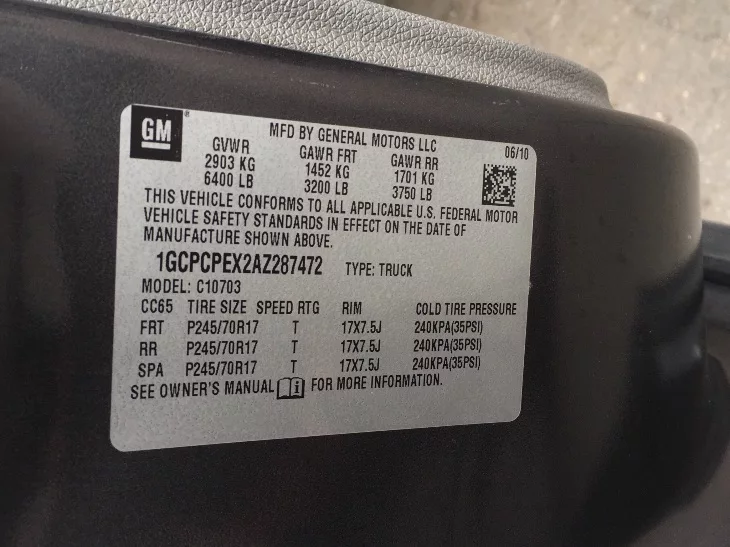 GM
MFD BY GENERAL MOTORS LLC
06/10
GVWR GAWR FRT GAWR RR
2903 KG 1452 KG 1701 KG
6400 LB 3200 LB 3750 LB
THIS VEHICLE CONFORMS TO ALL APPLICABLE U.S. FEDERAL MOTOR
VEHICLE SAFETY STANDARDS IN EFFECT ON THE DATE OF
MANUFACTURE SHOWN ABOVE.
1GCPCPEX2AZ287472 TYPE: TRUCK
MODEL: C10703
CC65 TIRE SIZE SPEED RTG RIM COLD TIRE PRESSURE
FRT P245/70R17 T 17X7.5J 240KPA(35PSI)
RR P245/70R17 T 17X7.5J 240KPA(35PSI)
SPA P245/70R17 T 17X7.5J 240KPA(35PSI)
SEE OWNER'S MANUAL FOR MORE INFORMATION.